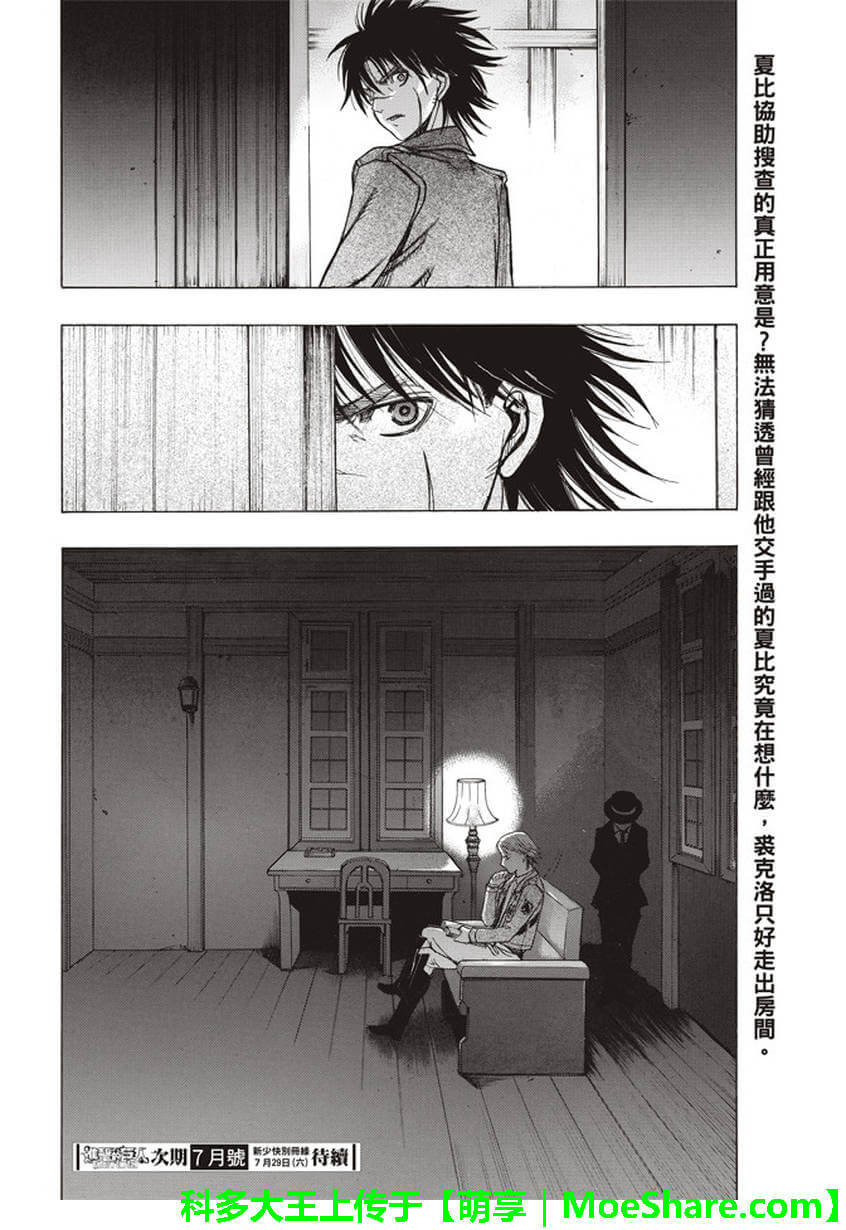 夏比協助搜查的真正用意是?無法猜透曾經跟他交手過的夏比究竟在想什麼，裘克洛只好走出房間。
進擊的巨人 次期 7月號 新少快別冊線 7月29日(六) 待續
科多大王上传于【萌享｜MoeShare.com】